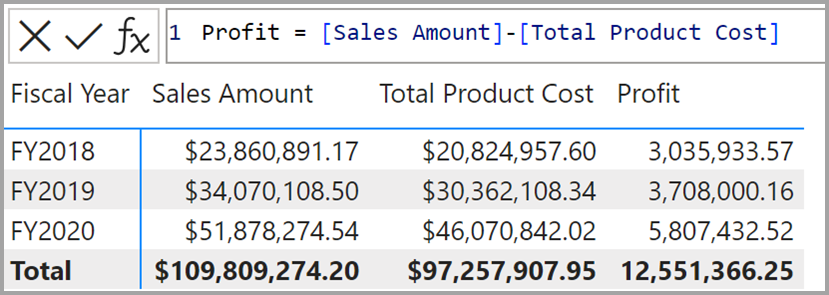 fx 1 Profit = [Sales Amount]-[Total Product Cost]
Fiscal Year Sales Amount Total Product Cost Profit
FY2018 $23,860,891.17 $20,824,957.60 3,035,933.57
FY2019 $34,070,108.50 $30,362,108.34 3,708,000.16
FY2020 $51,878,274.54 $46,070,842.02 5,807,432.52
Total $109,809,274.20 $97,257,907.95 12,551,366.25